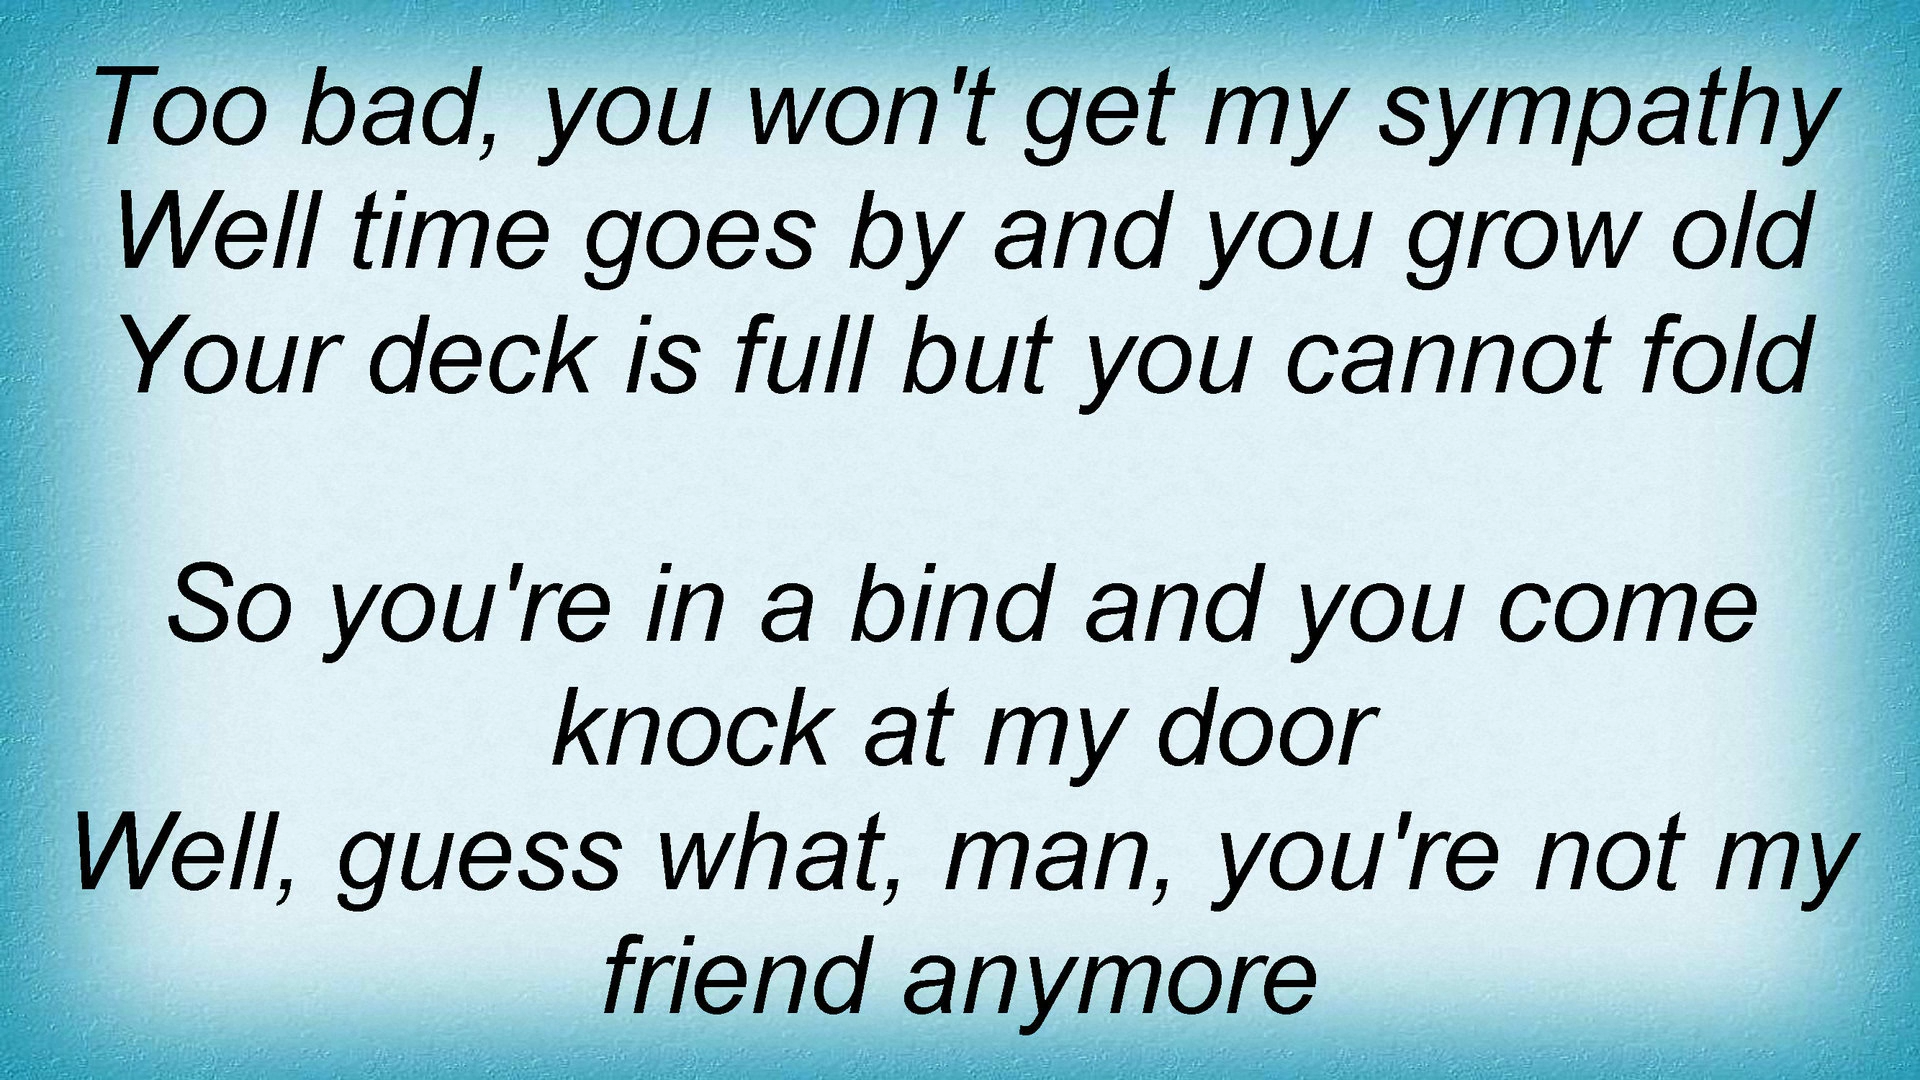 Too bad, you won't get my sympathy
Well time goes by and you grow old
Your deck is full but you cannot fold
So you're in a bind and you come
knock at my door
Well, guess what, man, you're not my
friend anymore